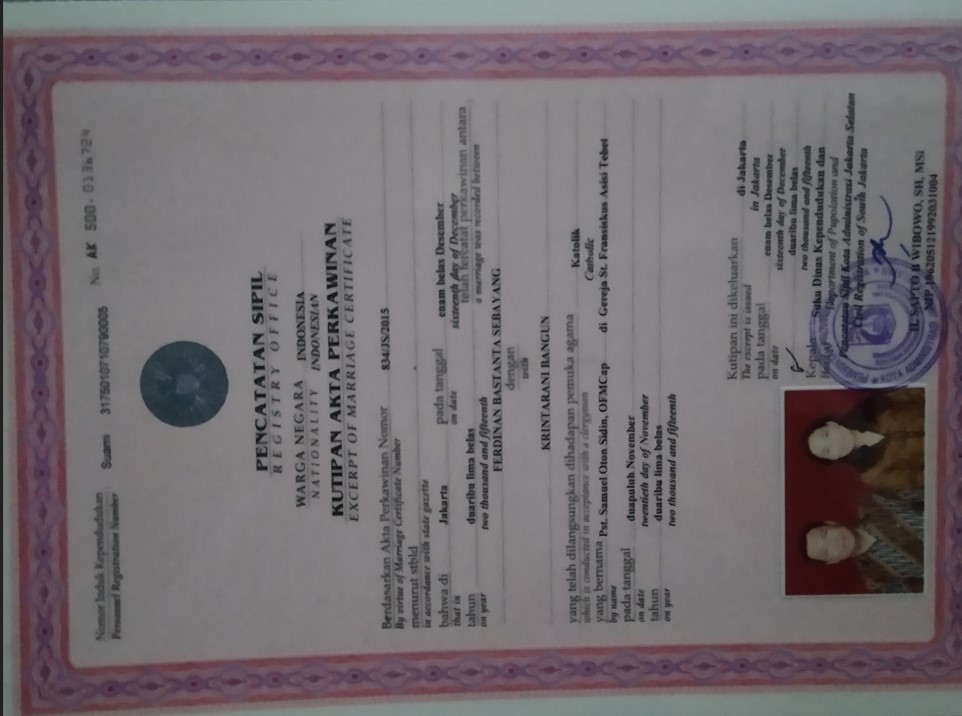 Nomor Induk Kependudukan
Personnel Registration Number
Suami : 3175010710790005
No. AK 500-0136724
PENCATATAN SIPIL
REGISTRY OFFICE
WARGA NEGARA INDONESIA
NATIONALITY INDONESIAN
KUTIPAN AKTA PERKAWINAN
EXCERPT OF MARRIAGE CERTIFICATE
Berdasarkan Akta Perkawinan Nomor 834/JS/2015
By virtue of Marriage Certificate Number
menurut stbld -
in accordance with state gazette
bahwa di Jakarta pada tanggal enam belas Desember
that in on date sixteenth day of December
tahun duaribu lima belas telah tercatat perkawinan antara
on year two thousand and fifteenth a marriage was recorded between
FERDINAN BASTANTA SEBAYANG
dengan
with
KRINTARANI BANGUN
yang telah dilangsungkan dihadapan pemuka agama Katolik
which is conducted in acceptance with a clergyman Catholic
yang bernama Pst. Samuel Oton Sidin, OFMCap di Gereja St. Fransiskus Asisi Tebet
by name
pada tanggal duapuluh November
on date twentieth day of November
tahun duaribu lima belas
on year two thousand and fifteenth
Kutipan ini dikeluarkan di Jakarta
The excerpt is issued in Jakarta
pada tanggal enam belas Desember
on date sixteenth day of December
duaribu lima belas
two thousand and fifteenth
Kepala Suku Dinas Kependudukan dan
Head of Department of Pupolation and
Pencatatan Sipil Kota Administrasi Jakarta Selatan
Civil Registration of South Jakarta
H. SAPTO B WIBOWO, SH, MSi
NIP.196205121992031004